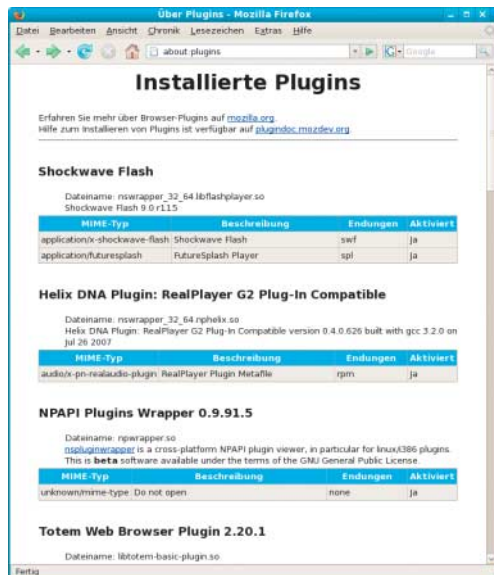 Über Plugins - Mozilla Firefox
Datei Bearbeiten Ansicht Chronik Lesezeichen Extras Hilfe
about:plugins
Google
Installierte Plugins
Erfahren Sie mehr über Browser-Plugins auf mozilla.org.
Hilfe zum Installieren von Plugins ist verfügbar auf plugindoc.mozdev.org.
Shockwave Flash
Dateiname: nswrapper_32_64.libflashplayer.so
Shockwave Flash 9.0 r115
MIME-Typ Beschreibung Endungen Aktiviert
application/x-shockwave-flash Shockwave Flash swf Ja
application/futuresplash FutureSplash Player spl Ja
Helix DNA Plugin: RealPlayer G2 Plug-In Compatible
Dateiname: nswrapper_32_64.nphelix.so
Helix DNA Plugin: RealPlayer G2 Plug-In Compatible version 0.4.0.626 built with gcc 3.2.0 on
Jul 26 2007
MIME-Typ Beschreibung Endungen Aktiviert
audio/x-pn-realaudio-plugin RealPlayer Plugin Metafile rpm Ja
NPAPI Plugins Wrapper 0.9.91.5
Dateiname: npwrapper.so
nspluginwrapper is a cross-platform NPAPI plugin viewer, in particular for linux/i386 plugins.
This is beta software available under the terms of the GNU General Public License.
MIME-Typ Beschreibung Endungen Aktiviert
unknown/mime-type Do not open none Ja
Totem Web Browser Plugin 2.20.1
Dateiname: libtotem-basic-plugin.so
Fertig